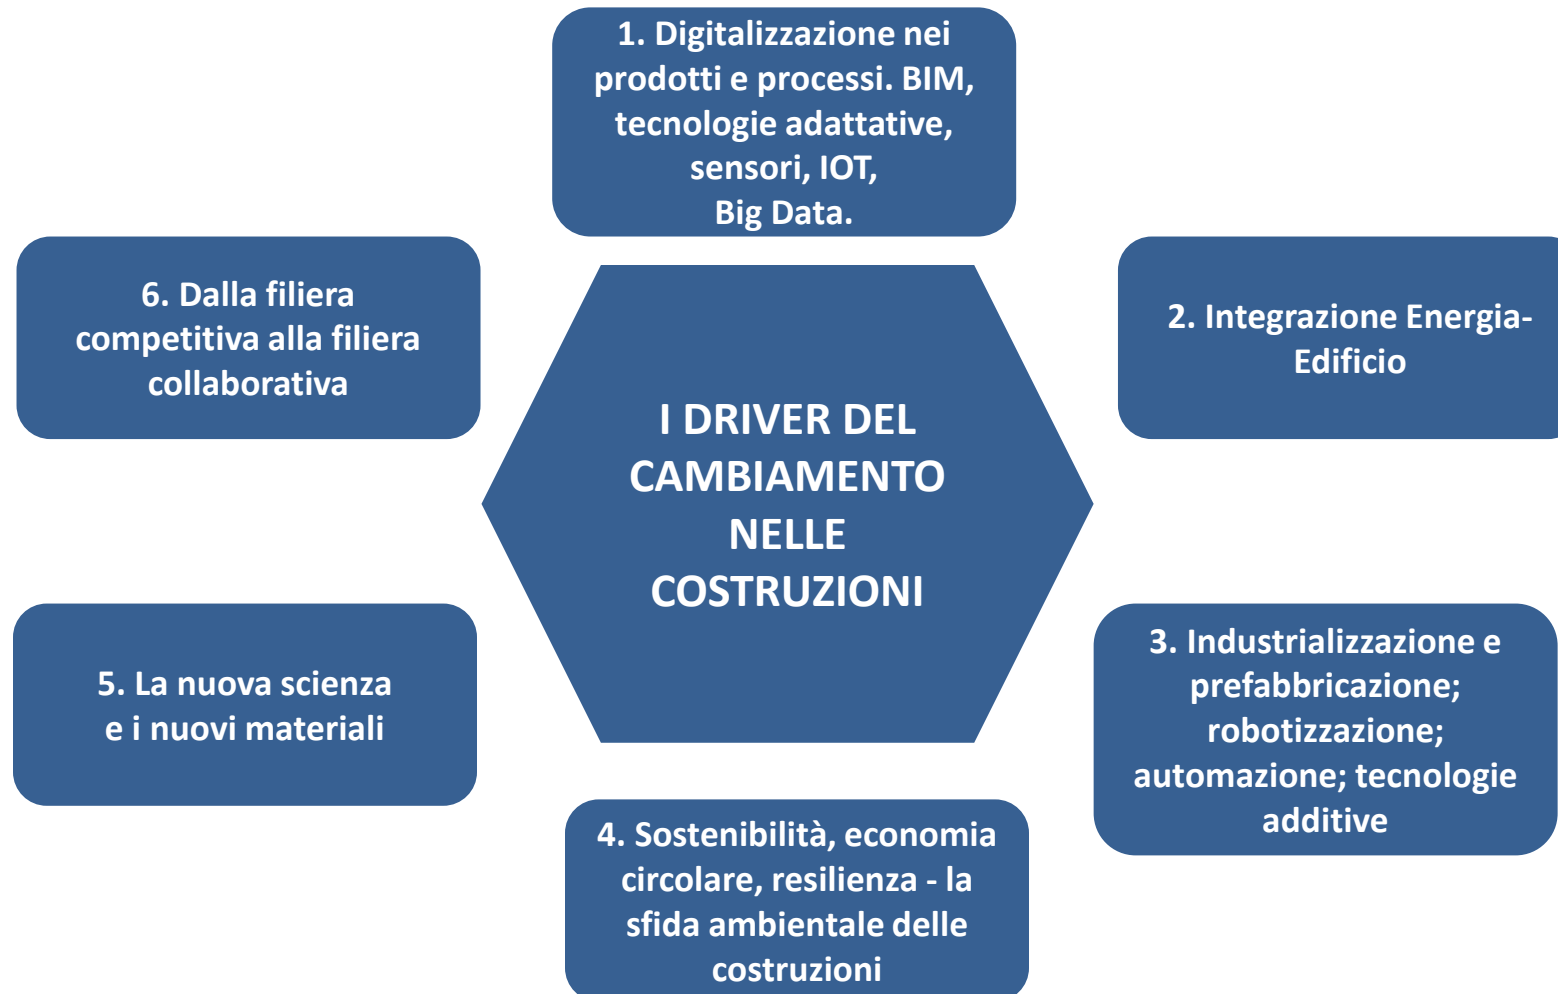 1. Digitalizzazione nei
prodotti e processi. BIM,
tecnologie adattative,
sensori, IOT,
Big Data.
6. Dalla filiera
competitiva alla filiera
collaborativa
2. Integrazione Energia-
Edificio
I DRIVER DEL
CAMBIAMENTO
NELLE
COSTRUZIONI
5. La nuova scienza
e i nuovi materiali
3. Industrializzazione e
prefabbricazione;
robotizzazione;
automazione; tecnologie
additive
4. Sostenibilità, economia
circolare, resilienza - la
sfida ambientale delle
costruzioni